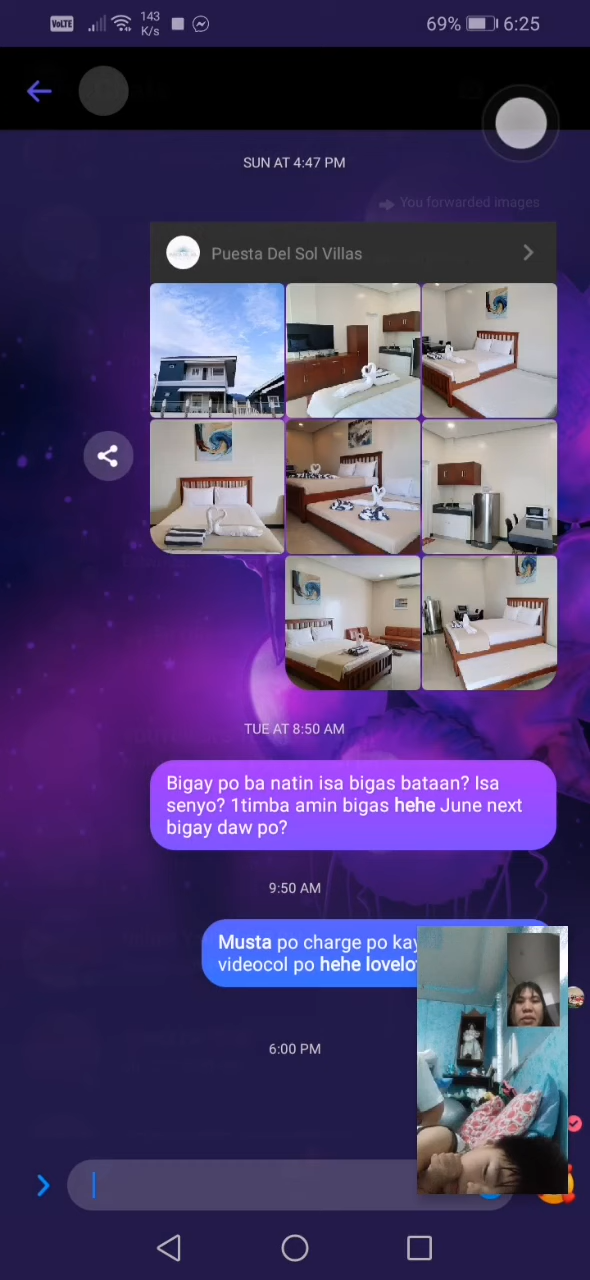 VoLTE
143
K/s
69%
6:25
SUN AT 4:47 PM
You forwarded images
Puesta Del Sol Villas
TUE AT 8:50 AM
Bigay po ba natin isa bigas bataan? Isa
senyo? 1timba amin bigas hehe June next
bigay daw po?
9:50 AM
Musta po charge po kay
videocol po hehe lovelo
6:00 PM